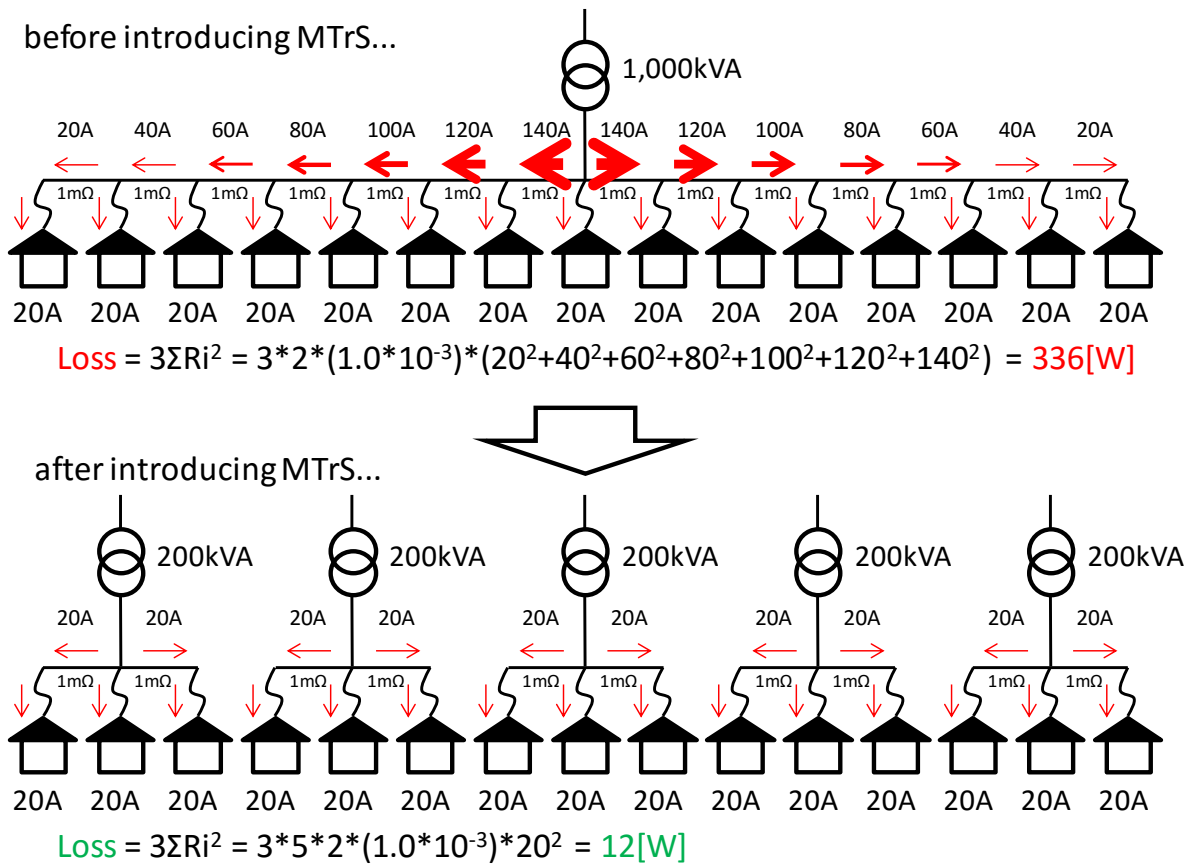 before introducing MTrS...
1,000kVA
20A 40A 60A 80A 100A 120A 140A 140A 120A 100A 80A 60A 40A 20A
1mΩ 1mΩ 1mΩ 1mΩ 1mΩ 1mΩ 1mΩ 1mΩ 1mΩ 1mΩ 1mΩ 1mΩ 1mΩ 1mΩ
20A 20A 20A 20A 20A 20A 20A 20A 20A 20A 20A 20A 20A 20A 20A
Loss = 3ΣRi² = 3*2*(1.0*10⁻³)*(20²+40²+60²+80²+100²+120²+140²) = 336[W]
after introducing MTrS...
200kVA 200kVA 200kVA 200kVA 200kVA
20A 20A 20A 20A 20A 20A 20A 20A 20A 20A
1mΩ 1mΩ 1mΩ 1mΩ 1mΩ 1mΩ 1mΩ 1mΩ 1mΩ 1mΩ
20A 20A 20A 20A 20A 20A 20A 20A 20A 20A 20A 20A 20A 20A 20A
Loss = 3ΣRi² = 3*5*2*(1.0*10⁻³)*20² = 12[W]